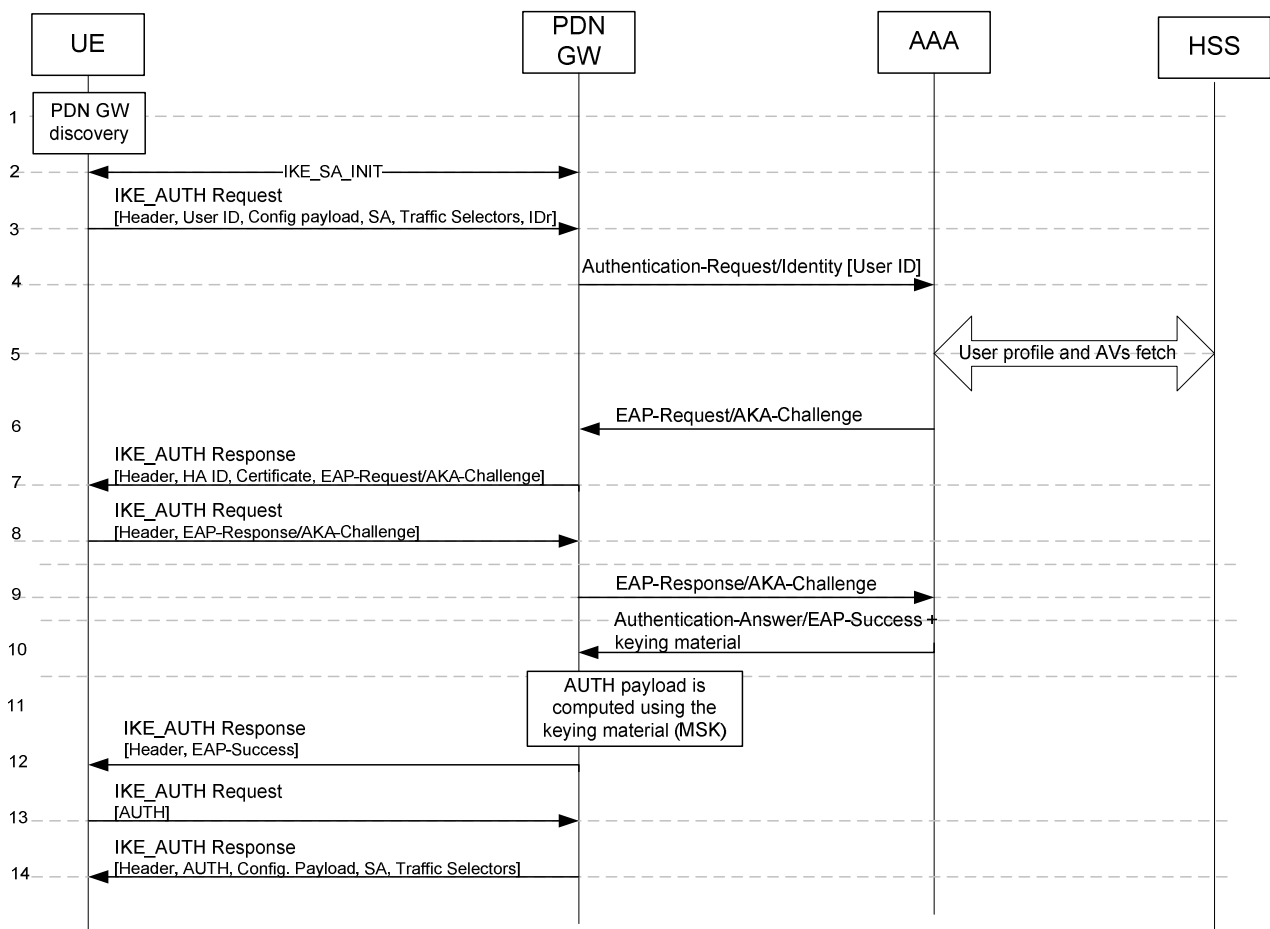 UE
PDN
GW
AAA
HSS
1
PDN GW
discovery
2
IKE_SA_INIT
IKE_AUTH Request
[Header, User ID, Config payload, SA, Traffic Selectors, IDr]
3
4
Authentication-Request/Identity [User ID]
5
User profile and AVs fetch
6
EAP-Request/AKA-Challenge
IKE_AUTH Response
[Header, HA ID, Certificate, EAP-Request/AKA-Challenge]
7
IKE_AUTH Request
[Header, EAP-Response/AKA-Challenge]
8
9
EAP-Response/AKA-Challenge
Authentication-Answer/EAP-Success +
keying material
10
AUTH payload is
computed using the
keying material (MSK)
11
IKE_AUTH Response
[Header, EAP-Success]
12
IKE_AUTH Request
[AUTH]
13
IKE_AUTH Response
[Header, AUTH, Config. Payload, SA, Traffic Selectors]
14